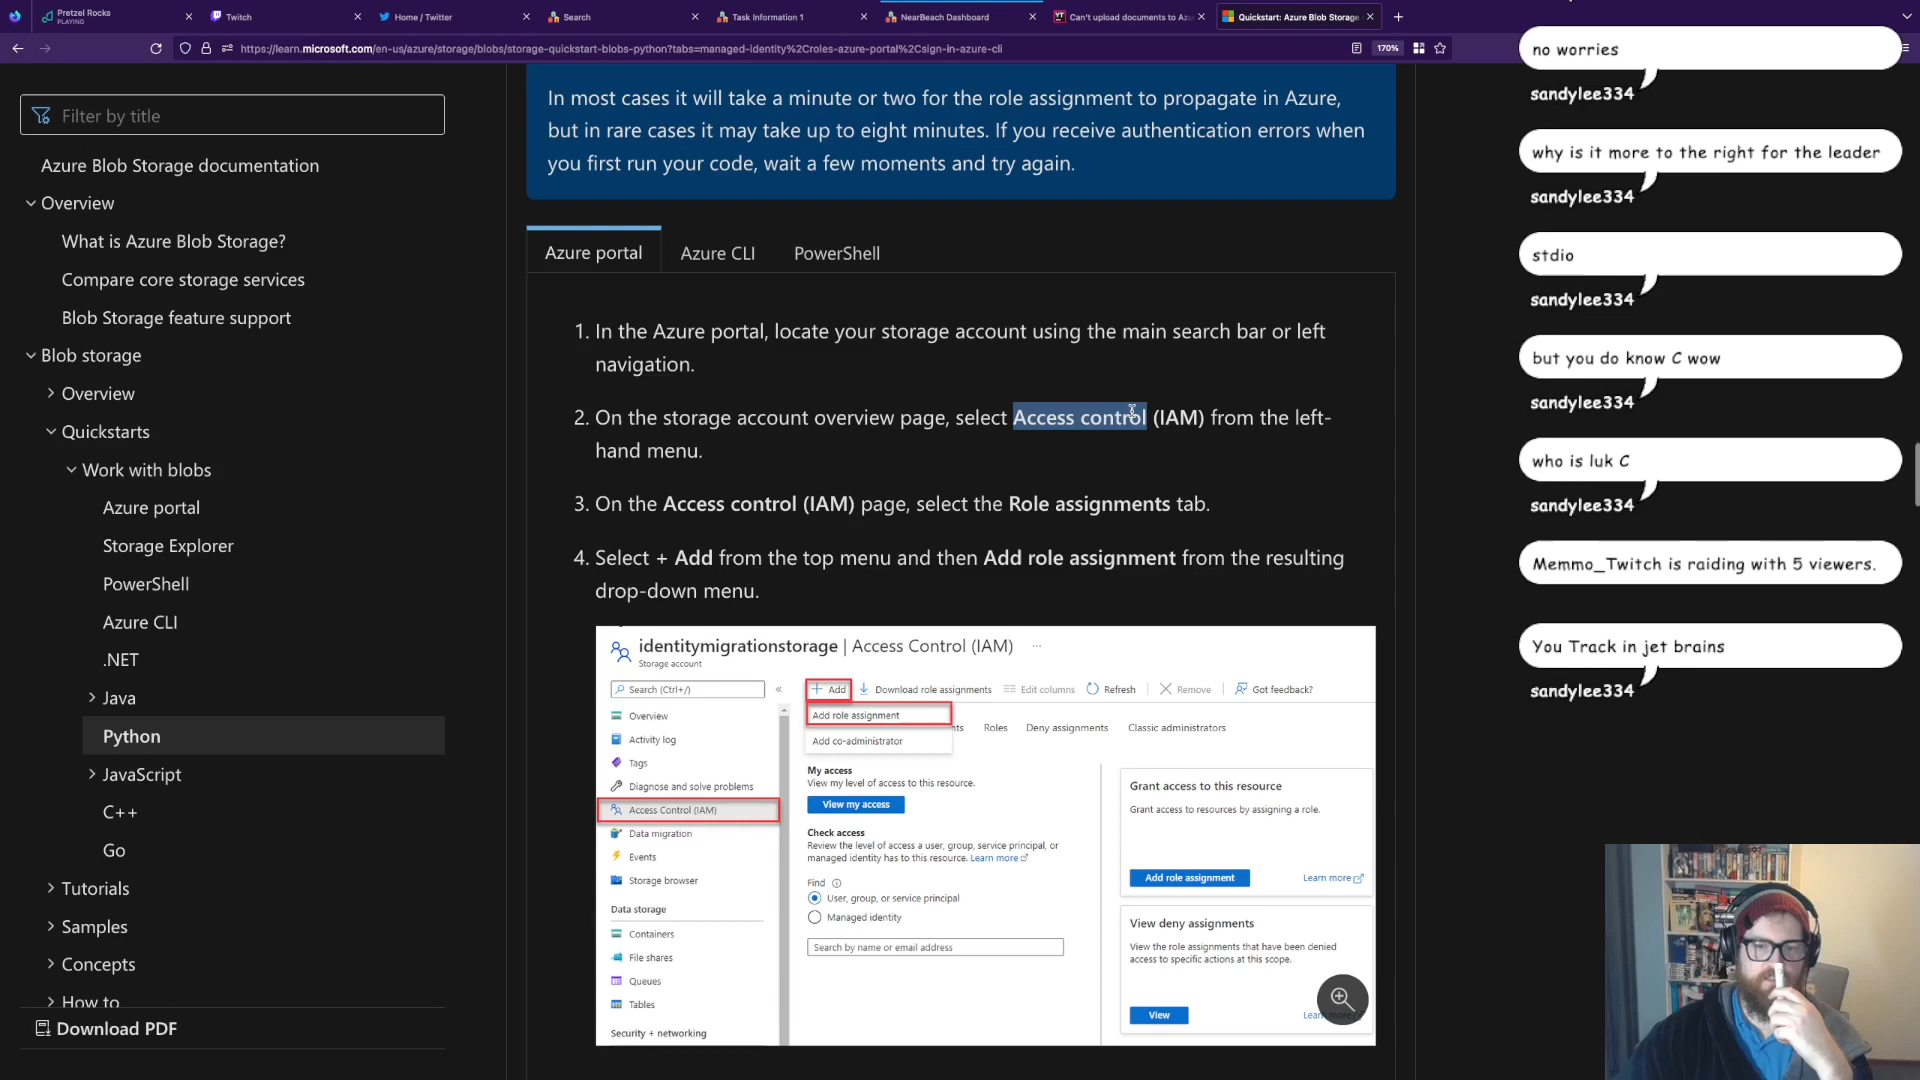 Pretzel Rocks
PLAYING
Twitch
Home / Twitter
Search
Task Information 1
NearBeach Dashboard
Can't upload documents to Az
Quickstart: Azure Blob Storage
https://learn.microsoft.com/en-us/azure/storage/blobs/storage-quickstart-blobs-python?tabs=managed-identity%2Croles-azure-portal%2Csign-in-azure-cli
170%
Filter by title
Azure Blob Storage documentation
Overview
What is Azure Blob Storage?
Compare core storage services
Blob Storage feature support
Blob storage
Overview
Quickstarts
Work with blobs
Azure portal
Storage Explorer
PowerShell
Azure CLI
.NET
Java
Python
JavaScript
C++
Go
Tutorials
Samples
Concepts
How to
Download PDF
In most cases it will take a minute or two for the role assignment to propagate in Azure,
but in rare cases it may take up to eight minutes. If you receive authentication errors when
you first run your code, wait a few moments and try again.
Azure portal
Azure CLI
PowerShell
1. In the Azure portal, locate your storage account using the main search bar or left
navigation.
2. On the storage account overview page, select Access control (IAM) from the left-
hand menu.
3. On the Access control (IAM) page, select the Role assignments tab.
4. Select + Add from the top menu and then Add role assignment from the resulting
drop-down menu.
identitymigrationstorage | Access Control (IAM) ...
Storage account
Search (Ctrl+/)
«
Overview
Activity log
Tags
Diagnose and solve problems
Access Control (IAM)
Data migration
Events
Storage browser
Data storage
Containers
File shares
Queues
Tables
Security + networking
+ Add
Download role assignments
Edit columns
Refresh
Remove
Got feedback?
Add role assignment
Add co-administrator
nts
Roles
Deny assignments
Classic administrators
My access
View my level of access to this resource.
View my access
Check access
Review the level of access a user, group, service principal, or
managed identity has to this resource. Learn more
Find
User, group, or service principal
Managed identity
Search by name or email address
Grant access to this resource
Grant access to resources by assigning a role.
Add role assignment
Learn more
View deny assignments
View the role assignments that have been denied
access to specific actions at this scope.
View
Learn
no worries
sandylee334
why is it more to the right for the leader
sandylee334
stdio
sandylee334
but you do know C wow
sandylee334
who is luk C
sandylee334
Memmo_Twitch is raiding with 5 viewers.
You Track in jet brains
sandylee334